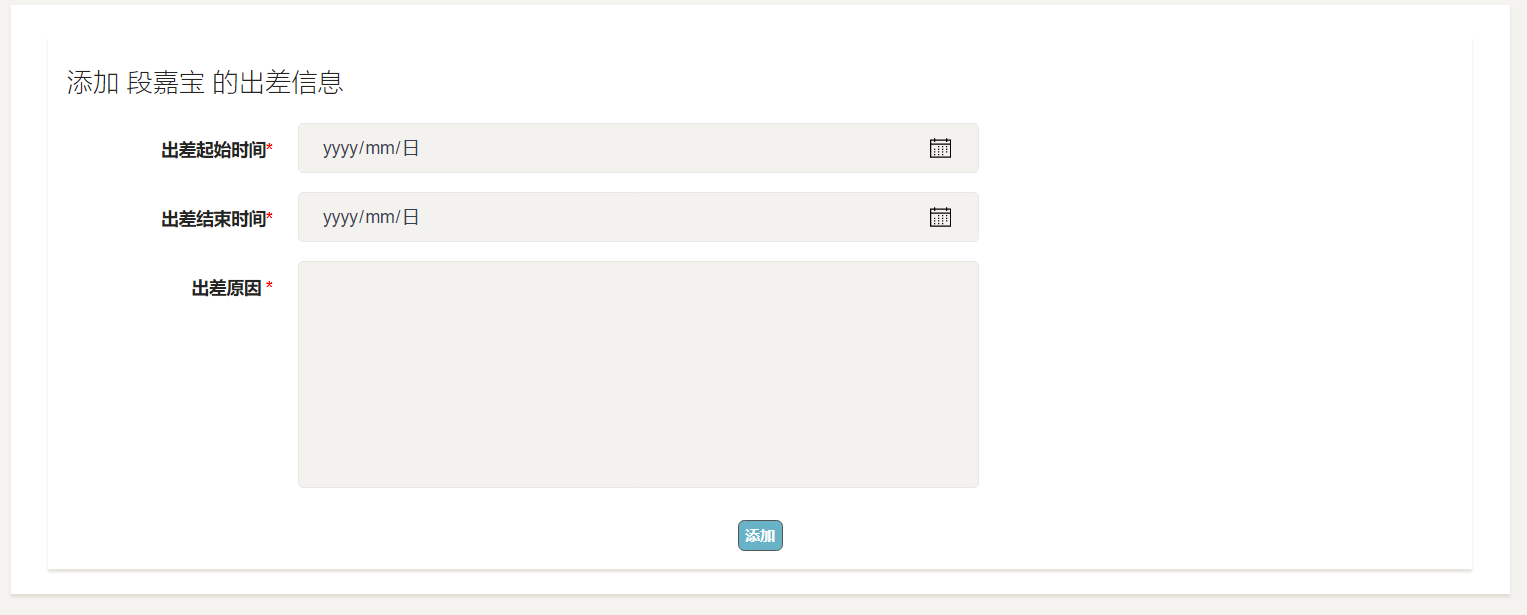 添加 段嘉宝 的出差信息
出差起始时间*
yyyy/mm/日
出差结束时间*
yyyy/mm/日
出差原因 *
添加